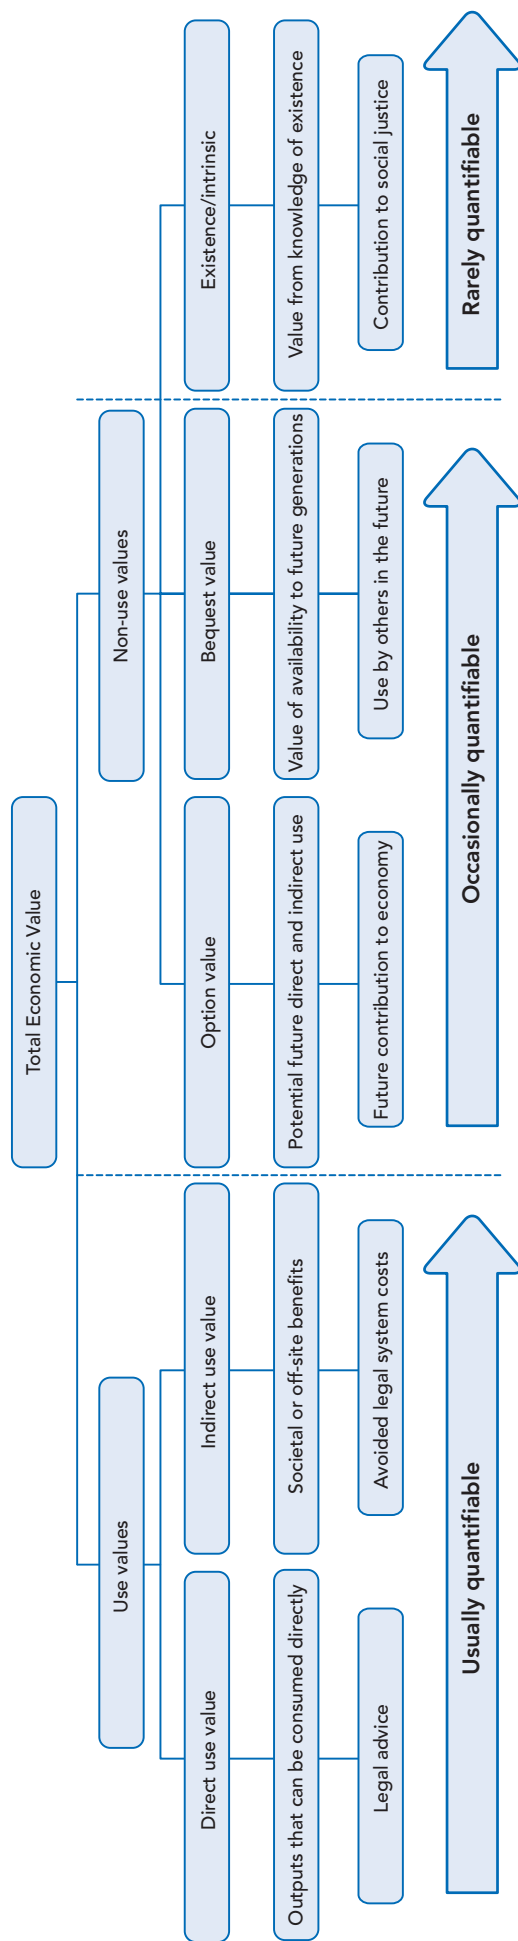 Total Economic Value
Use values
Non-use values
Direct use value
Indirect use value
Option value
Bequest value
Existence/intrinsic
Outputs that can be consumed directly
Societal or off-site benefits
Potential future direct and indirect use
Value of availability to future generations
Value from knowledge of existence
Legal advice
Avoided legal system costs
Future contribution to economy
Use by others in the future
Contribution to social justice
Usually quantifiable
Occasionally quantifiable
Rarely quantifiable